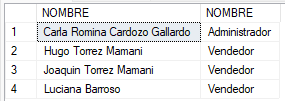 NOMBRE NOMBRE
1 Carla Romina Cardozo Gallardo Administrador
2 Hugo Torrez Mamani Vendedor
3 Joaquin Torrez Mamani Vendedor
4 Luciana Barroso Vendedor